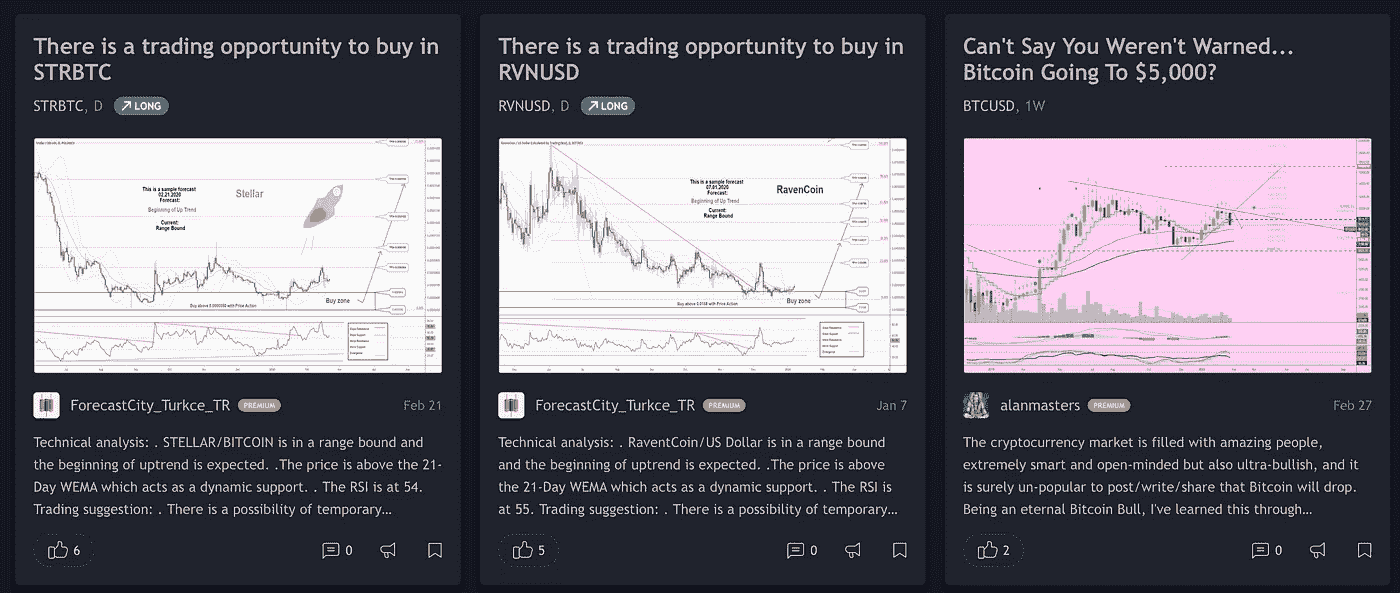 There is a trading opportunity to buy in
STRBTC
STRBTC, D
LONG
This is a sample forecast
02.21.2020
Forecast:
Beginning of Up Trend
Current:
Range Bound
Stellar
Buy zone
Buy above 0.0000050 with Price Action
ForecastCity_Turkce_TR PREMIUM Feb 21
Technical analysis: . STELLAR/BITCOIN is in a range bound and
the beginning of uptrend is expected. .The price is above the 21-
Day WEMA which acts as a dynamic support. . The RSI is at 54.
Trading suggestion: . There is a possibility of temporary...
6
0
There is a trading opportunity to buy in
RVNUSD
RVNUSD, D
LONG
This is a sample forecast
07.01.2020
Forecast:
Beginning of Up Trend
Current:
Range Bound
RavenCoin
Buy zone
Buy above 0.0168 with Price Action
ForecastCity_Turkce_TR PREMIUM Jan 7
Technical analysis: . RaventCoin/US Dollar is in a range bound
and the beginning of uptrend is expected. .The price is above
the 21-Day WEMA which acts as a dynamic support. . The RSI is
at 55. Trading suggestion: . There is a possibility of temporary...
5
0
Can't Say You Weren't Warned...
Bitcoin Going To $5,000?
BTCUSD, 1W
alanmasters PREMIUM Feb 27
The cryptocurrency market is filled with amazing people,
extremely smart and open-minded but also ultra-bullish, and it
is surely un-popular to post/write/share that Bitcoin will drop.
Being an eternal Bitcoin Bull, I've learned this through...
2
0